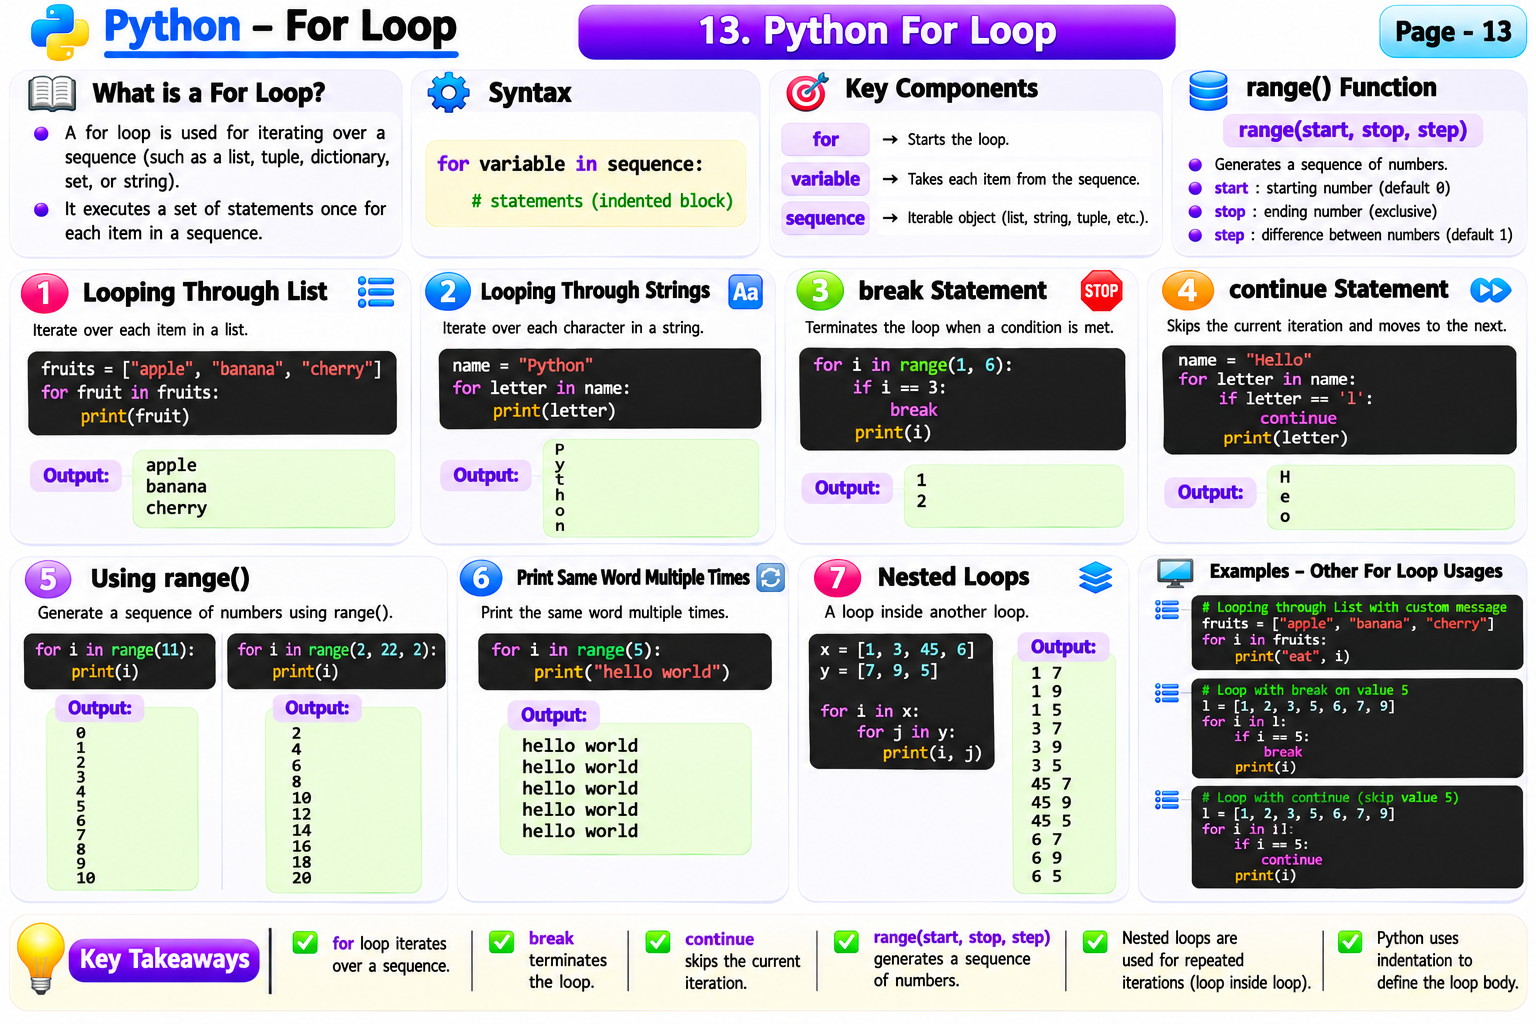 Python – For Loop
13. Python For Loop
Page - 13
What is a For Loop?
A for loop is used for iterating over a
sequence (such as a list, tuple, dictionary,
set, or string).
It executes a set of statements once for
each item in a sequence.
Syntax
for variable in sequence:
# statements (indented block)
Key Components
for → Starts the loop.
variable → Takes each item from the sequence.
sequence → Iterable object (list, string, tuple, etc.).
range() Function
range(start, stop, step)
Generates a sequence of numbers.
start : starting number (default 0)
stop : ending number (exclusive)
step : difference between numbers (default 1)
1 Looping Through List
Iterate over each item in a list.
fruits = ["apple", "banana", "cherry"]
for fruit in fruits:
    print(fruit)
Output:
apple
banana
cherry
2 Looping Through Strings
Aa
Iterate over each character in a string.
name = "Python"
for letter in name:
    print(letter)
Output:
P
y
t
h
o
n
3 break Statement
STOP
Terminates the loop when a condition is met.
for i in range(1, 6):
    if i == 3:
        break
    print(i)
Output:
1
2
4 continue Statement
Skips the current iteration and moves to the next.
name = "Hello"
for letter in name:
    if letter == 'l':
        continue
    print(letter)
Output:
H
e
o
5 Using range()
Generate a sequence of numbers using range().
for i in range(11):
    print(i)
Output:
0
1
2
3
4
5
6
7
8
9
10
for i in range(2, 22, 2):
    print(i)
Output:
2
4
6
8
10
12
14
16
18
20
6 Print Same Word Multiple Times
Print the same word multiple times.
for i in range(5):
    print("hello world")
Output:
hello world
hello world
hello world
hello world
hello world
7 Nested Loops
A loop inside another loop.
x = [1, 3, 45, 6]
y = [7, 9, 5]
for i in x:
    for j in y:
        print(i, j)
Output:
1 7
1 9
1 5
3 7
3 9
3 5
45 7
45 9
45 5
6 7
6 9
6 5
Examples – Other For Loop Usages
# Looping through List with custom message
fruits = ["apple", "banana", "cherry"]
for i in fruits:
    print("eat", i)
# Loop with break on value 5
l = [1, 2, 3, 5, 6, 7, 9]
for i in l:
    if i == 5:
        break
    print(i)
# Loop with continue (skip value 5)
l = [1, 2, 3, 5, 6, 7, 9]
for i in
    if i == 5:
        continue
    print(i)
Key Takeaways
for loop iterates
over a sequence.
break
terminates
the loop.
continue
skips the current
iteration.
range(start, stop, step)
generates a sequence
of numbers.
Nested loops are
used for repeated
iterations (loop inside loop).
Python uses
indentation to
define the loop body.